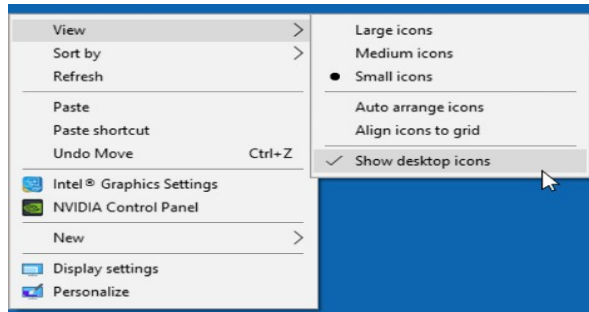 View
Sort by
Refresh
Paste
Paste shortcut
Undo Move Ctrl+Z
Intel® Graphics Settings
NVIDIA Control Panel
New
Display settings
Personalize
Large icons
Medium icons
Small icons
Auto arrange icons
Align icons to grid
Show desktop icons